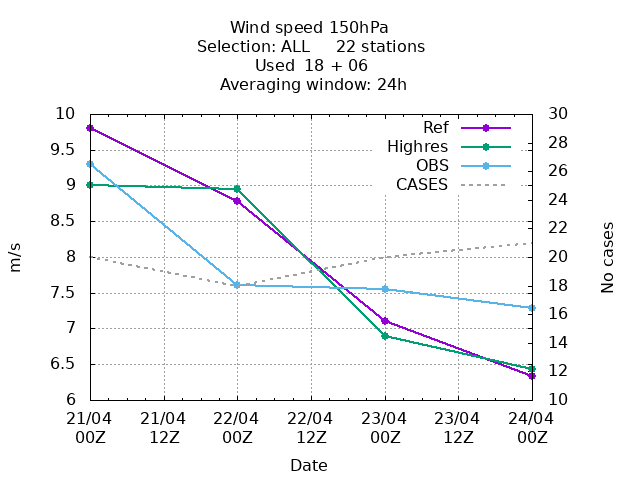 Wind speed 150hPa
Selection: ALL     22 stations
Used  18 + 06
Averaging window: 24h
10
9.5
9
8.5
8
7.5
7
6.5
6
m/s
30
28
26
24
22
20
18
16
14
12
10
No cases
Ref
Highres
OBS
CASES
21/04 21/04 22/04 22/04 23/04 23/04 24/04
00Z 12Z 00Z 12Z 00Z 12Z 00Z
Date